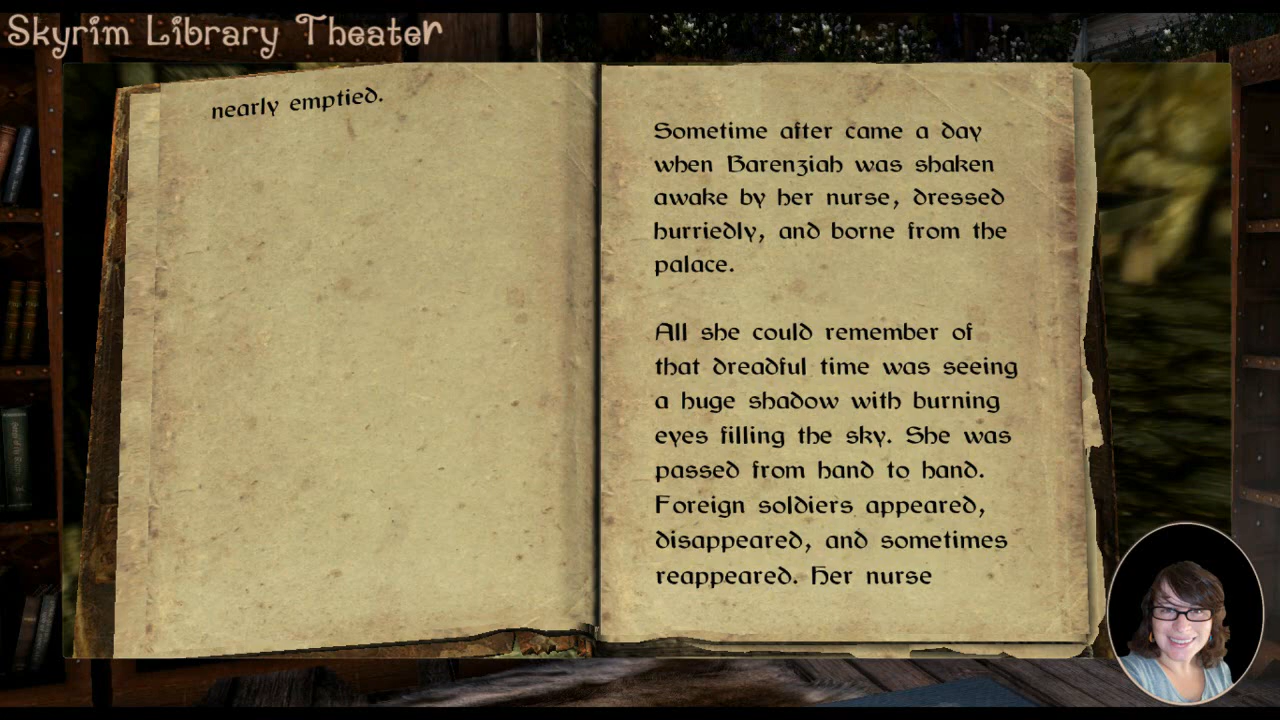 Skyrim Library Theater
nearly emptied.
Sometime after came a day
when Barenziah was shaken
awake by her nurse, dressed
hurriedly, and borne from the
palace.
All she could remember of
that dreadful time was seeing
a huge shadow with burning
eyes filling the sky. She was
passed from hand to hand.
Foreign soldiers appeared,
disappeared, and sometimes
reappeared. Her nurse